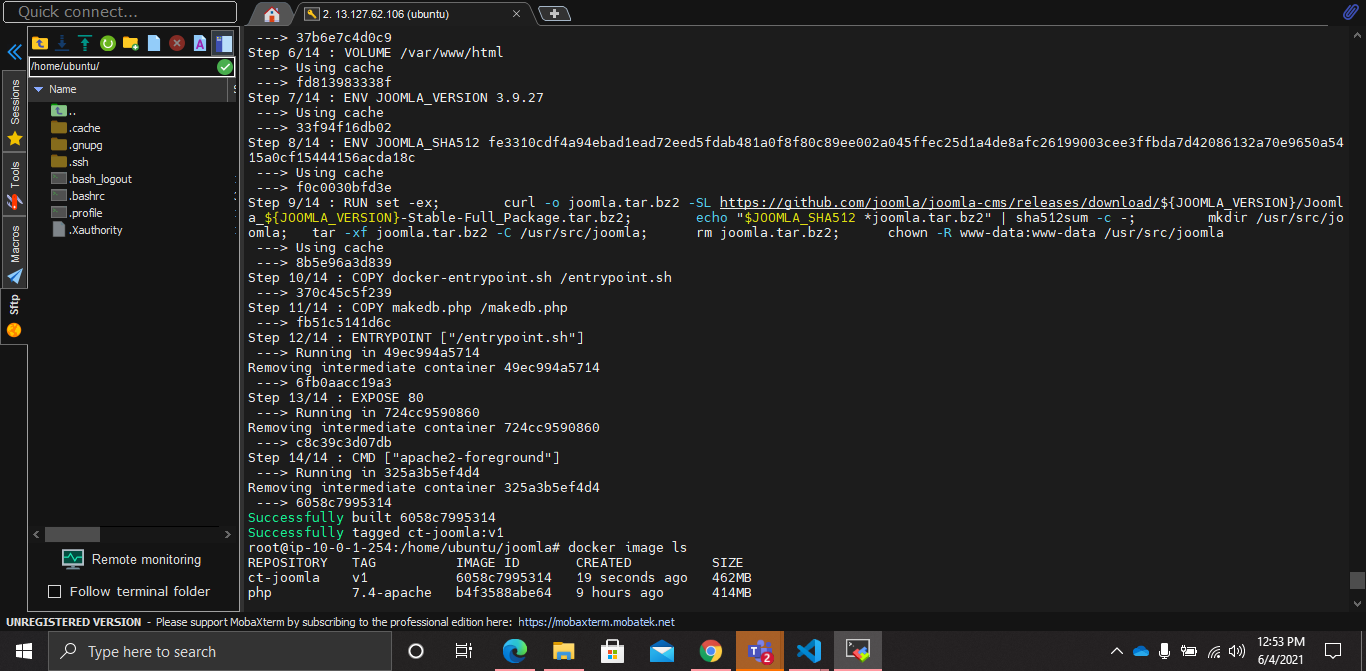 Quick connect...
2. 13.127.62.106 (ubuntu)
/home/ubuntu/
Name
..
.cache
.gnupg
.ssh
.bash_logout
.bashrc
.profile
.Xauthority
Sessions
Tools
Macros
Sftp
Remote monitoring
Follow terminal folder
---> 37b6e7c4d0c9
Step 6/14 : VOLUME /var/www/html
---> Using cache
---> fd813983338f
Step 7/14 : ENV JOOMLA_VERSION 3.9.27
---> Using cache
---> 33f94f16db02
Step 8/14 : ENV JOOMLA_SHA512 fe3310cdf4a94ebad1ead72eed5fdab481a0f8f80c89ee002a045ffec25d1a4de8afc26199003cee3ffbda7d42086132a70e9650a54
15a0cf15444156acda18c
---> Using cache
---> f0c0030bfd3e
Step 9/14 : RUN set -ex;        curl -o joomla.tar.bz2 -SL https://github.com/joomla/joomla-cms/releases/download/${JOOMLA_VERSION}/Jooml
a_${JOOMLA_VERSION}-Stable-Full_Package.tar.bz2;        echo "$JOOMLA_SHA512 *joomla.tar.bz2" | sha512sum -c -;         mkdir /usr/src/jo
omla;   tar -xf joomla.tar.bz2 -C /usr/src/joomla;      rm joomla.tar.bz2;      chown -R www-data:www-data /usr/src/joomla
---> Using cache
---> 8b5e96a3d839
Step 10/14 : COPY docker-entrypoint.sh /entrypoint.sh
---> 370c45c5f239
Step 11/14 : COPY makedb.php /makedb.php
---> fb51c5141d6c
Step 12/14 : ENTRYPOINT ["/entrypoint.sh"]
---> Running in 49ec994a5714
Removing intermediate container 49ec994a5714
---> 6fb0aacc19a3
Step 13/14 : EXPOSE 80
---> Running in 724cc9590860
Removing intermediate container 724cc9590860
---> c8c39c3d07db
Step 14/14 : CMD ["apache2-foreground"]
---> Running in 325a3b5ef4d4
Removing intermediate container 325a3b5ef4d4
---> 6058c7995314
Successfully built 6058c7995314
Successfully tagged ct-joomla:v1
root@ip-10-0-1-254:/home/ubuntu/joomla# docker image ls
REPOSITORY   TAG          IMAGE ID       CREATED          SIZE
ct-joomla    v1           6058c7995314   19 seconds ago   462MB
php          7.4-apache   b4f3588abe64   9 hours ago      414MB
UNREGISTERED VERSION - Please support MobaXterm by subscribing to the professional edition here: https://mobaxterm.mobatek.net
Type here to search
2
12:53 PM
6/4/2021